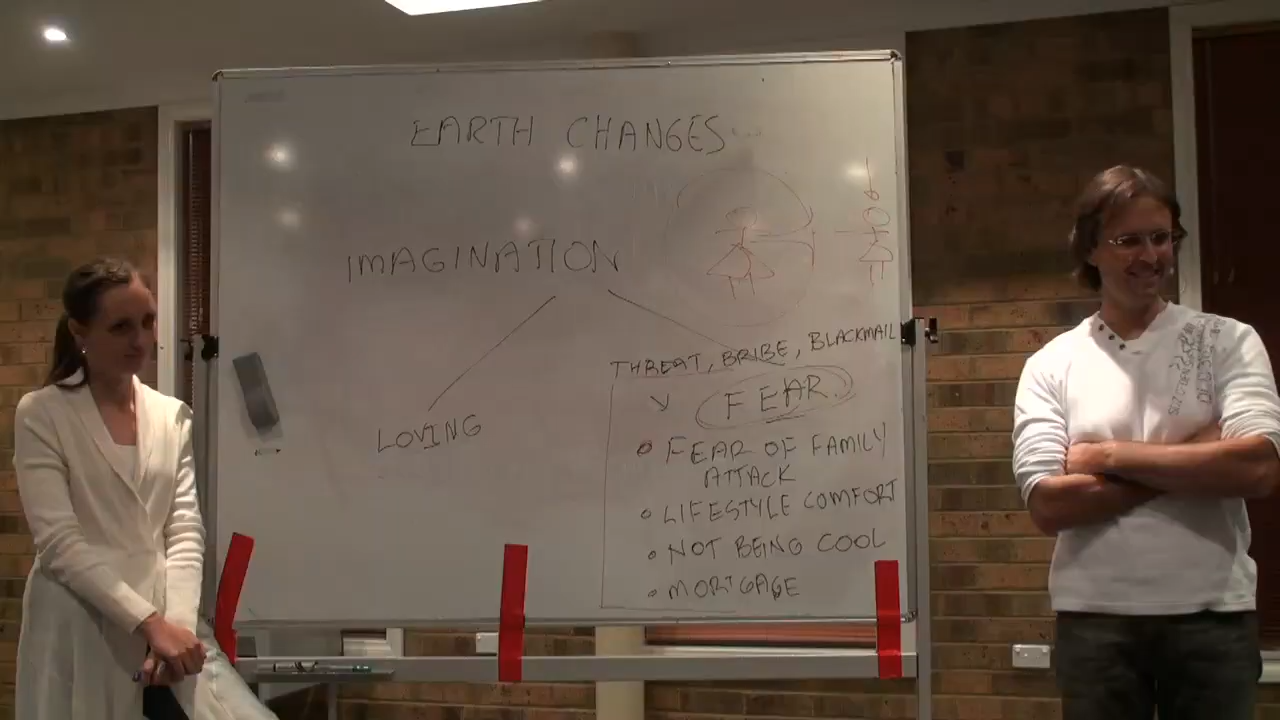 EARTH CHANGES...
IMAGINATION
LOVING
THREAT, BRIBE, BLACKMAIL
FEAR.
FEAR OF FAMILY
ATTACK
LIFESTYLE COMFORT
NOT BEING COOL
MORTGAGE